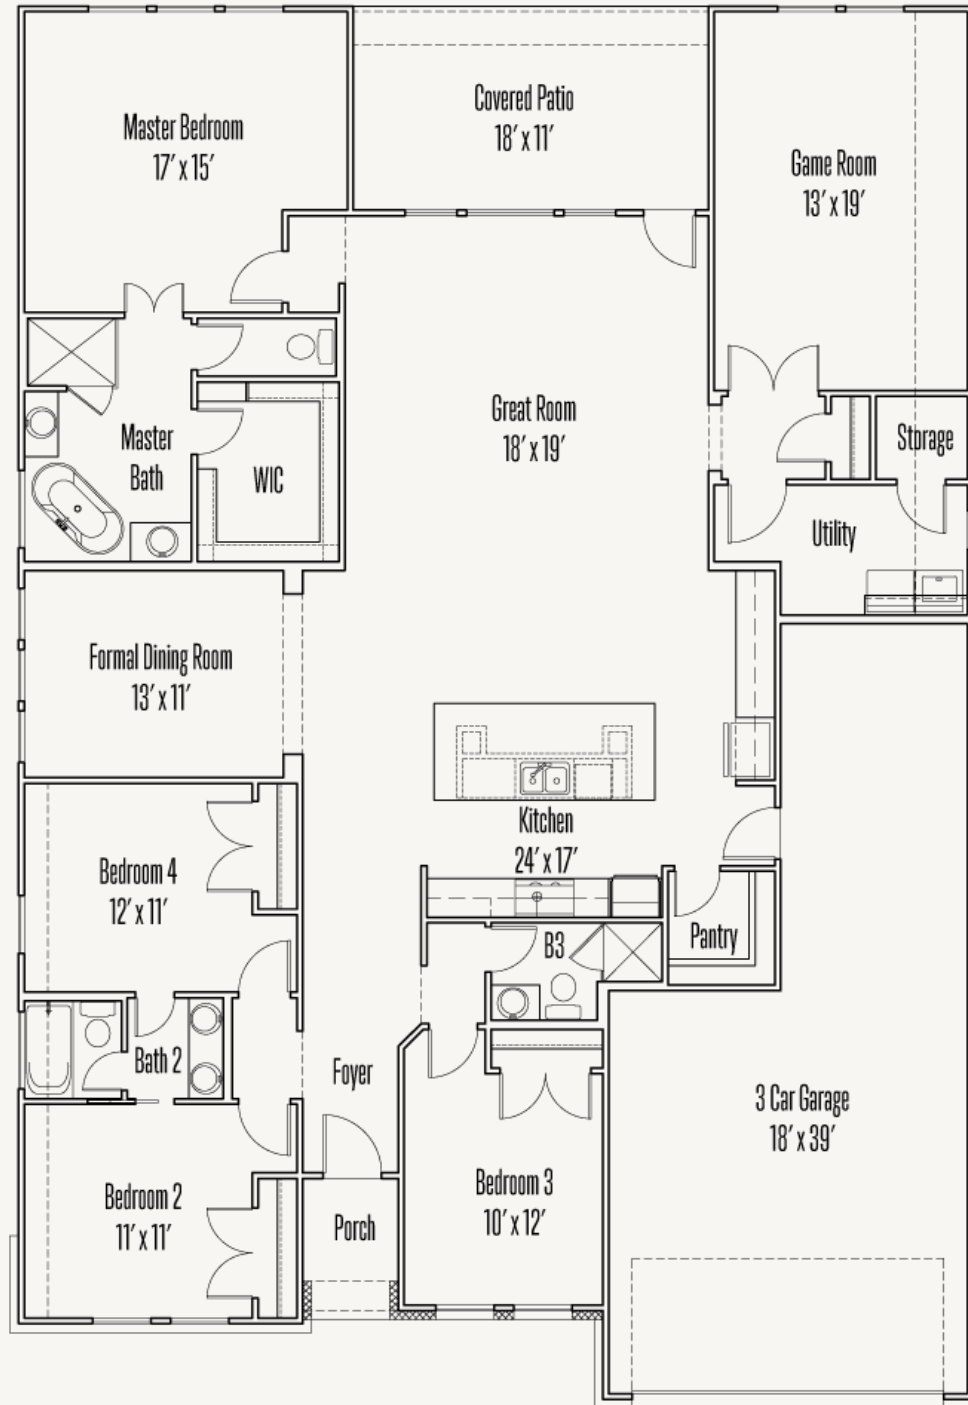 Master Bedroom
17' x 15'
Covered Patio
18' x 11'
Game Room
13' x 19'
Great Room
18' x 19'
Master
Bath
WIC
Storage
Utility
Formal Dining Room
13' x 11'
Kitchen
24' x 17'
Bedroom 4
12' x 11'
B3
Pantry
Bath 2
Foyer
3 Car Garage
18' x 39'
Bedroom 2
11' x 11'
Porch
Bedroom 3
10' x 12'